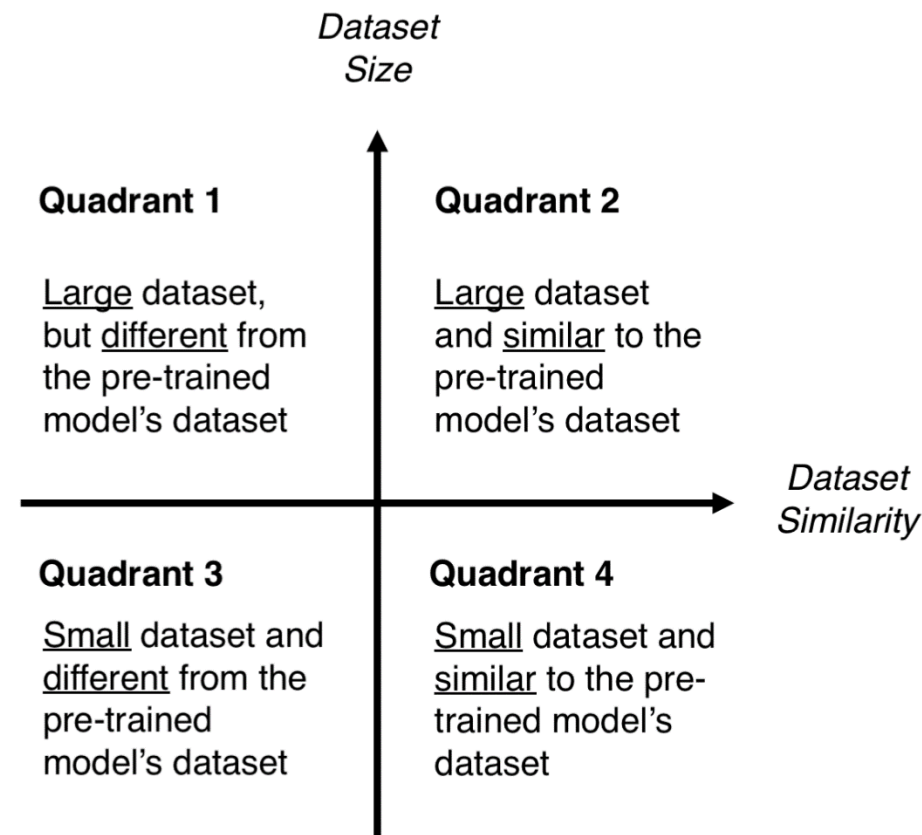 Dataset
Size
Quadrant 1
Large dataset,
but different from
the pre-trained
model’s dataset
Quadrant 2
Large dataset
and similar to the
pre-trained
model’s dataset
Dataset
Similarity
Quadrant 3
Small dataset and
different from the
pre-trained
model’s dataset
Quadrant 4
Small dataset and
similar to the pre-
trained model’s
dataset